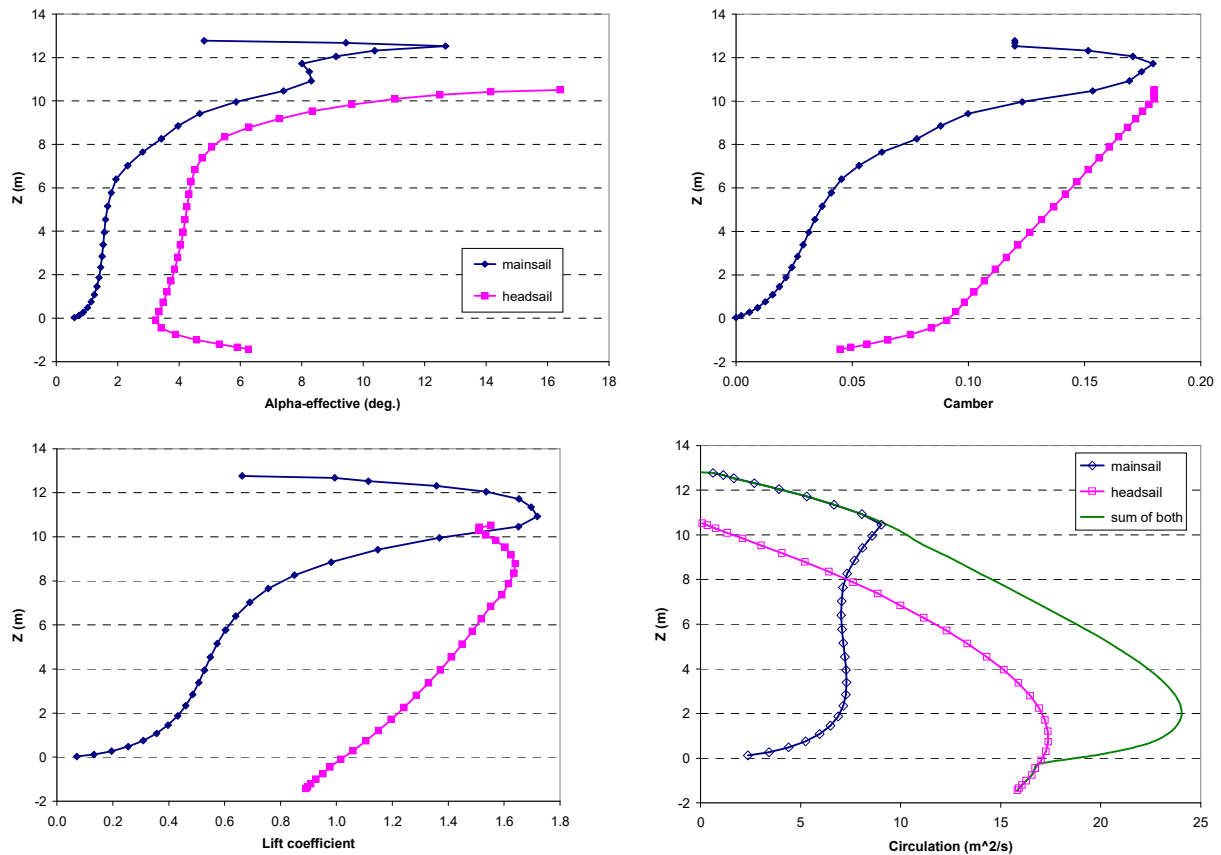 14
12
10
8
6
4
2
0
-2
Z (m)
0 2 4 6 8 10 12 14 16 18
Alpha-effective (deg.)
mainsail
headsail
14
12
10
8
6
4
2
0
-2
Z (m)
0.00 0.05 0.10 0.15 0.20
Camber
14
12
10
8
6
4
2
0
-2
Z (m)
0.0 0.2 0.4 0.6 0.8 1.0 1.2 1.4 1.6 1.8
Lift coefficient
14
12
10
8
6
4
2
0
-2
Z (m)
0 5 10 15 20 25
Circulation (m^2/s)
mainsail
headsail
sum of both